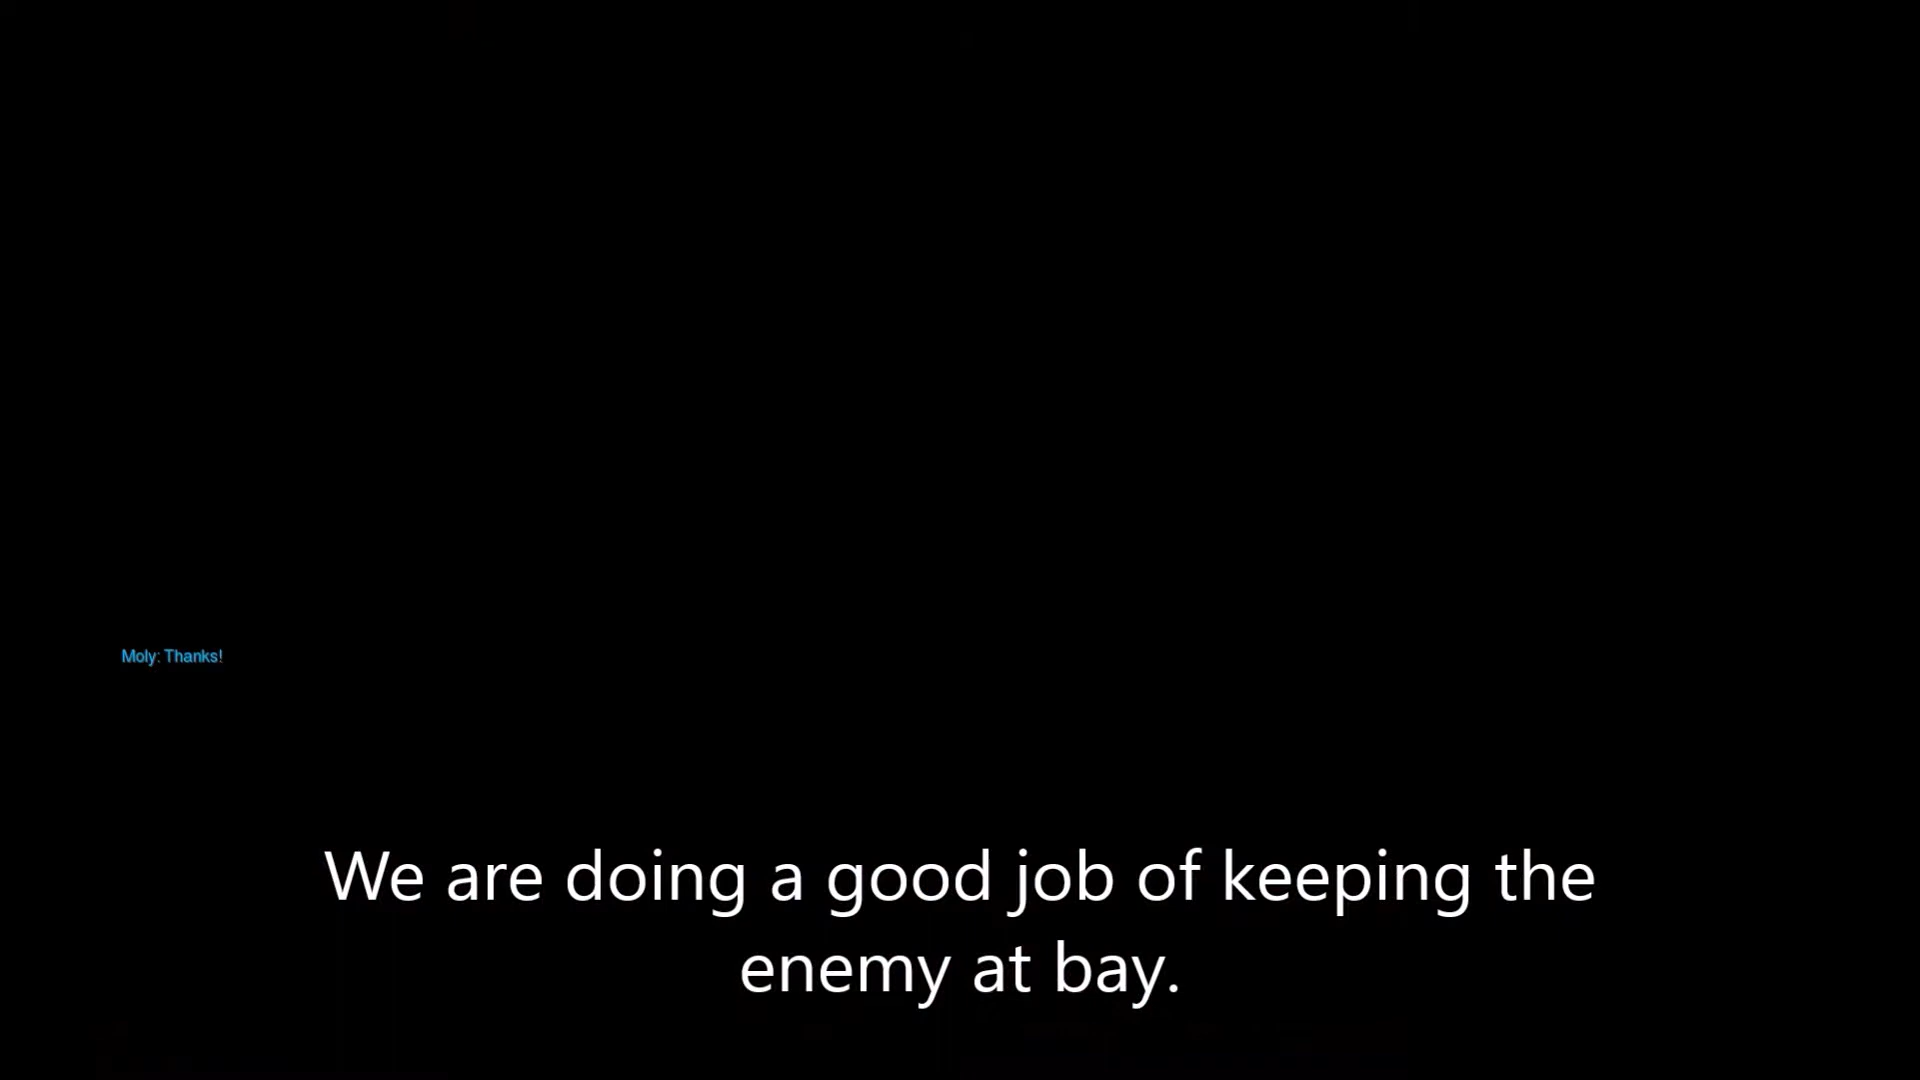 Moly: Thanks!
We are doing a good job of keeping the
enemy at bay.